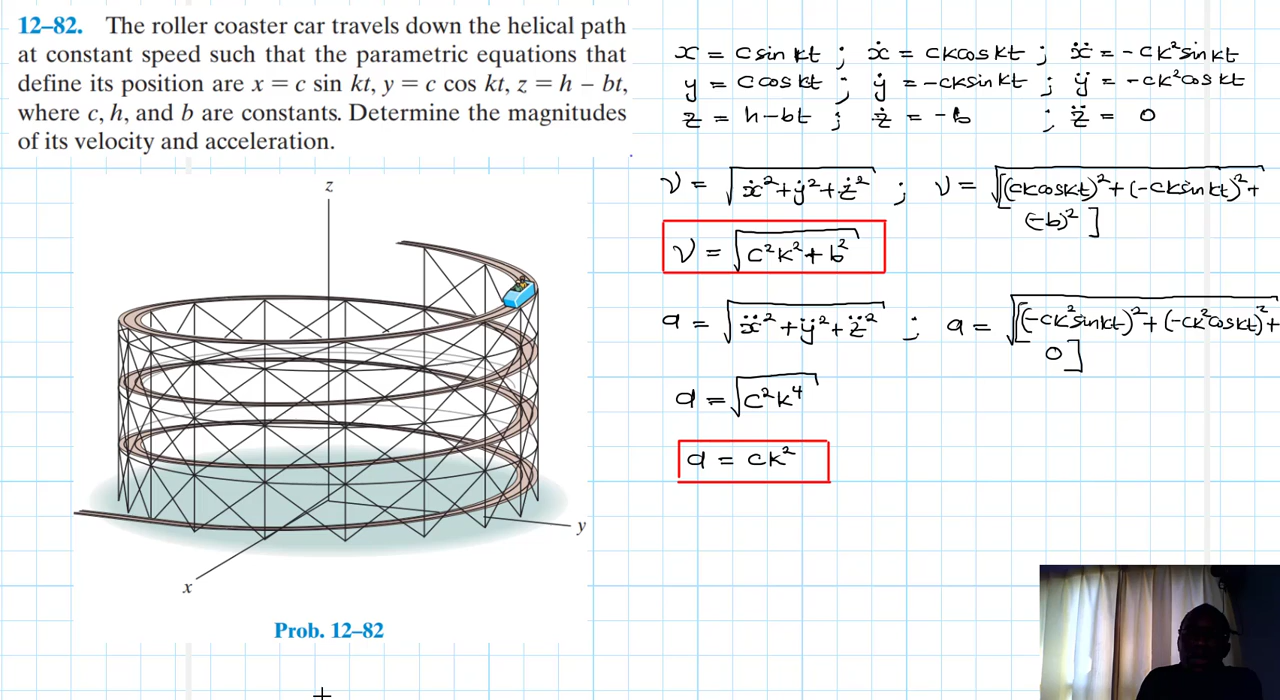 12–82. The roller coaster car travels down the helical path
at constant speed such that the parametric equations that
define its position are x = c sin kt, y = c cos kt, z = h – bt,
where c, h, and b are constants. Determine the magnitudes
of its velocity and acceleration.
z
y
x
Prob. 12–82
x = c sin kt ; ẋ = ck cos kt ; ẍ = -ck² sin kt
y = c cos kt ; ẏ = -ck sin kt ; ÿ = -ck² cos kt
z = h-bt ; ż = -b ; z̈ = 0
v = √(ẋ² + ẏ² + ż²) ; v = √[(ck cos kt)² + (-ck sin kt)² +
(-b)²]
v = √(c²k² + b²)
a = √(ẍ² + ÿ² + z̈²) ; a = √[(-ck² sin kt)² + (-ck² cos kt)² +
0]
a = √(c²k⁴)
a = ck²